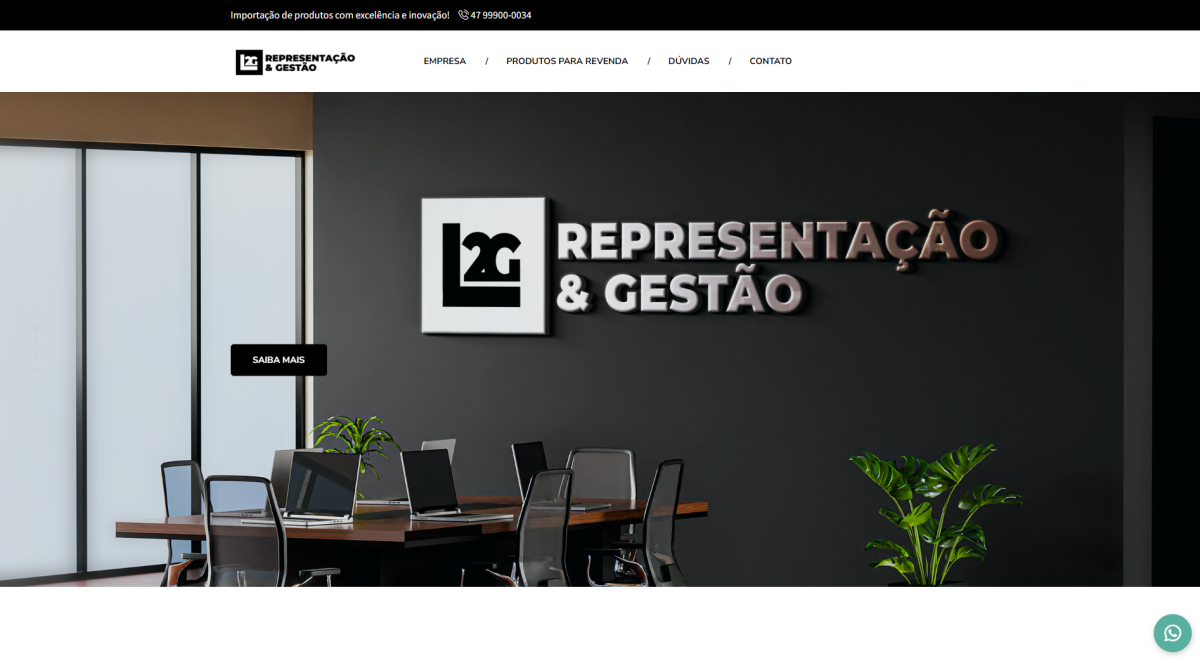 Importação de produtos com excelência e inovação! 47 99900-0034
L2G REPRESENTAÇÃO
& GESTÃO
EMPRESA / PRODUTOS PARA REVENDA / DÚVIDAS / CONTATO
L2G REPRESENTAÇÃO
& GESTÃO
SAIBA MAIS